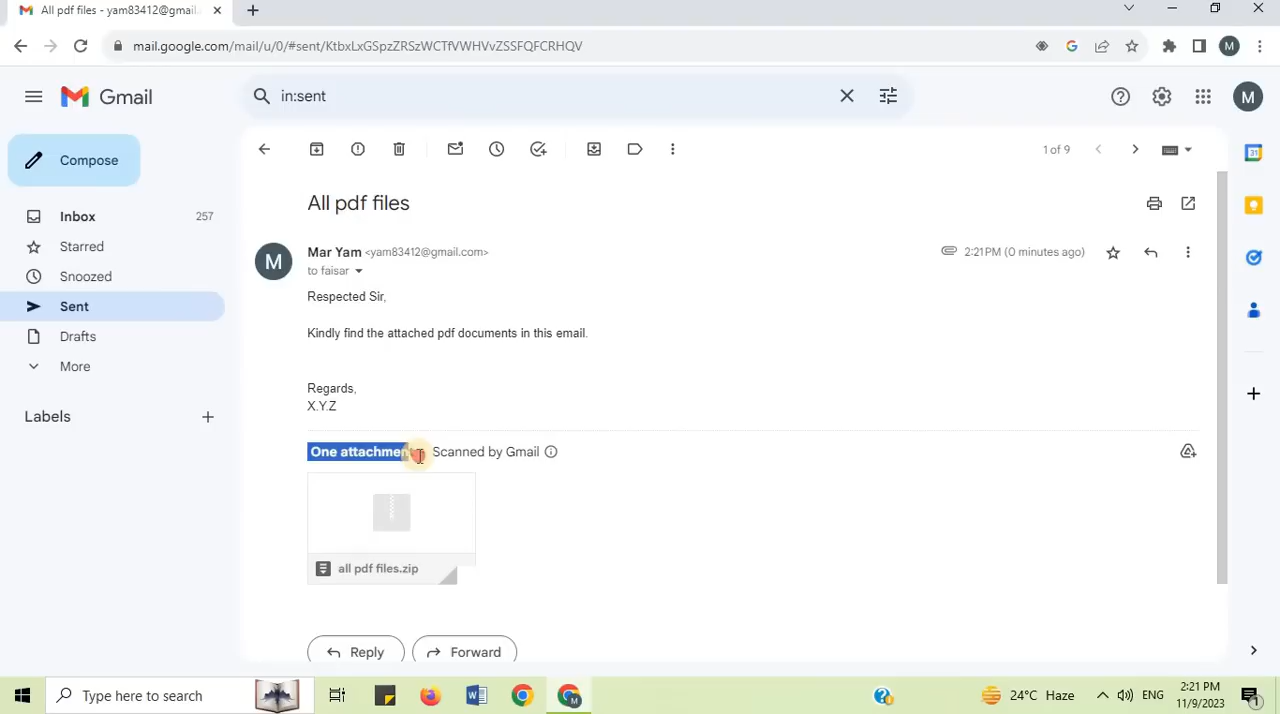 All pdf files - yam83412@gmail.
mail.google.com/mail/u/0/#sent/KtbxLxGSpzZRSzWCTfVWHVvZSSFQFCRHQV
M
Gmail
in:sent
M
Compose
1 of 9
Inbox 257
Starred
Snoozed
Sent
Drafts
More
Labels
All pdf files
M
Mar Yam <yam83412@gmail.com>
2:21 PM (0 minutes ago)
to faisar
Respected Sir,
Kindly find the attached pdf documents in this email.
Regards,
X.Y.Z
One attachment Scanned by Gmail
all pdf files.zip
Reply
Forward
31
Type here to search
24°C Haze
ENG
2:21 PM
11/9/2023
1